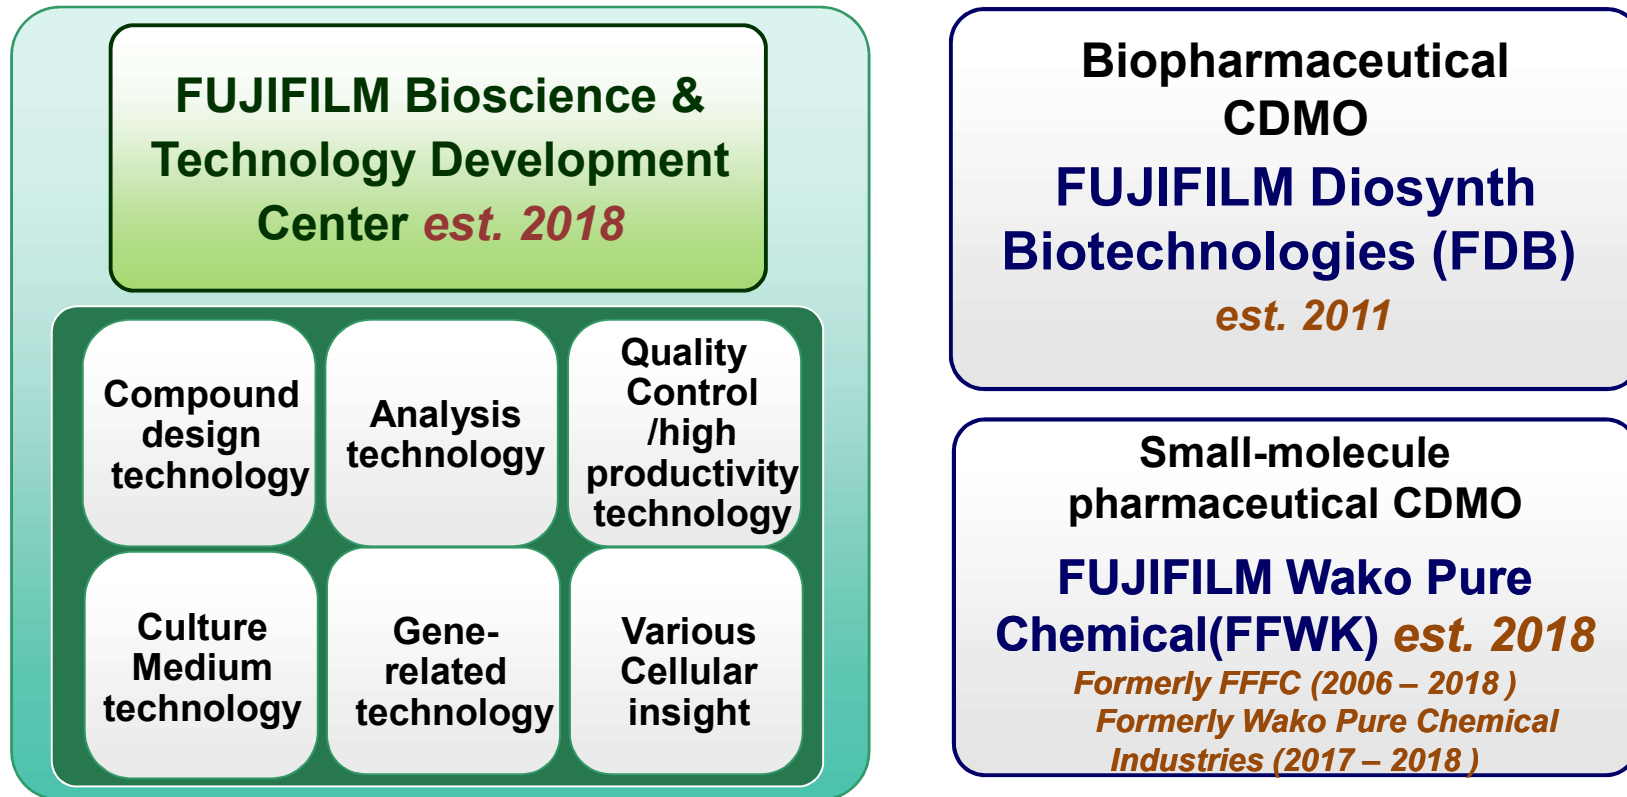 FUJIFILM Bioscience &
Technology Development
Center est. 2018
Compound
design
technology
Analysis
technology
Quality
Control
/high
productivity
technology
Culture
Medium
technology
Gene-
related
technology
Various
Cellular
insight
Biopharmaceutical
CDMO
FUJIFILM Diosynth
Biotechnologies (FDB)
est. 2011
Small-molecule
pharmaceutical CDMO
FUJIFILM Wako Pure
Chemical(FFWK) est. 2018
Formerly FFFC (2006 – 2018 )
Formerly Wako Pure Chemical
Industries (2017 – 2018 )